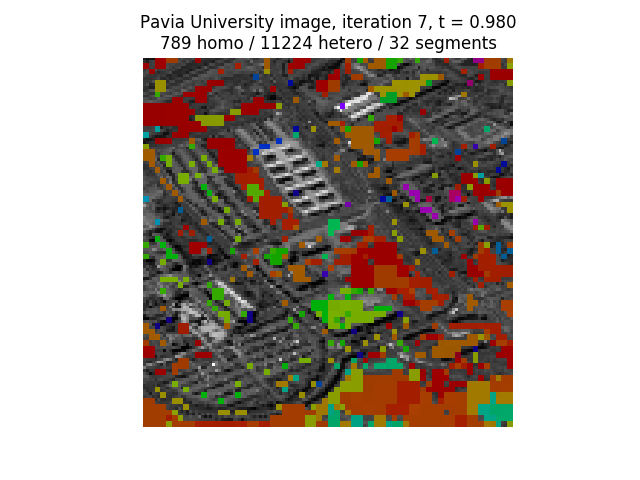 Pavia University image, iteration 7, t = 0.980
789 homo / 11224 hetero / 32 segments